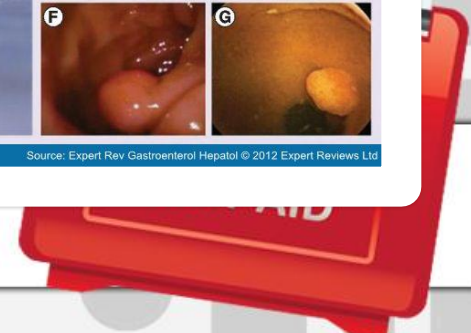 F G
Source: Expert Rev Gastroenterol Hepatol © 2012 Expert Reviews Ltd
AID